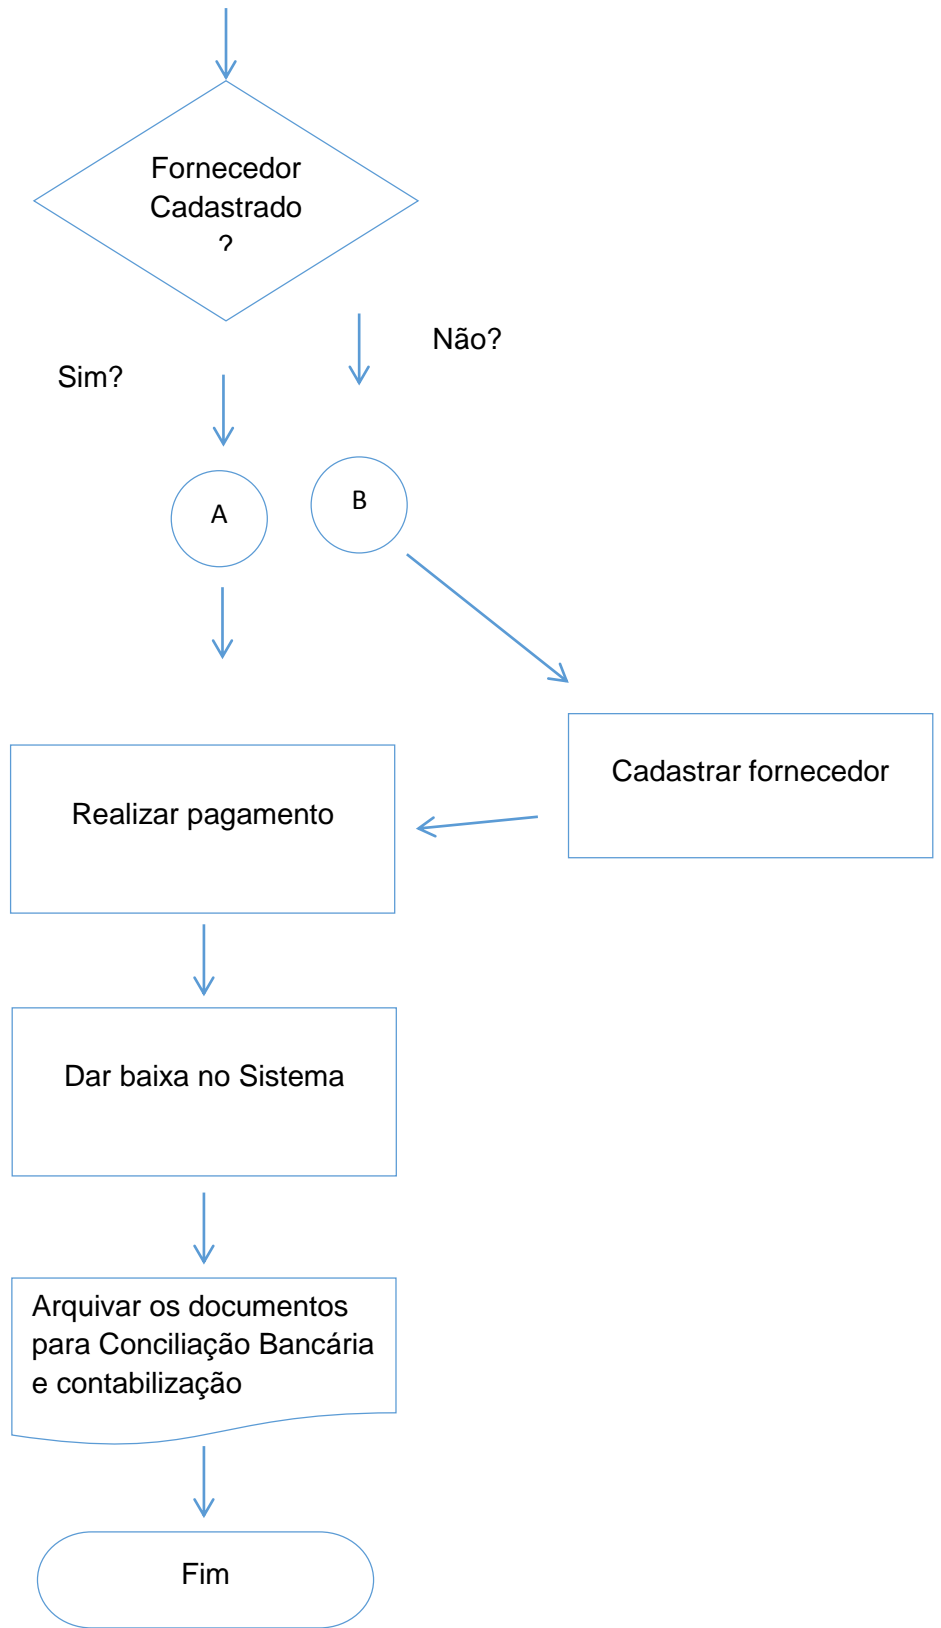 Fornecedor
Cadastrado
?
Não?
Sim?
A
B
Cadastrar fornecedor
Realizar pagamento
Dar baixa no Sistema
Arquivar os documentos
para Conciliação Bancária
e contabilização
Fim